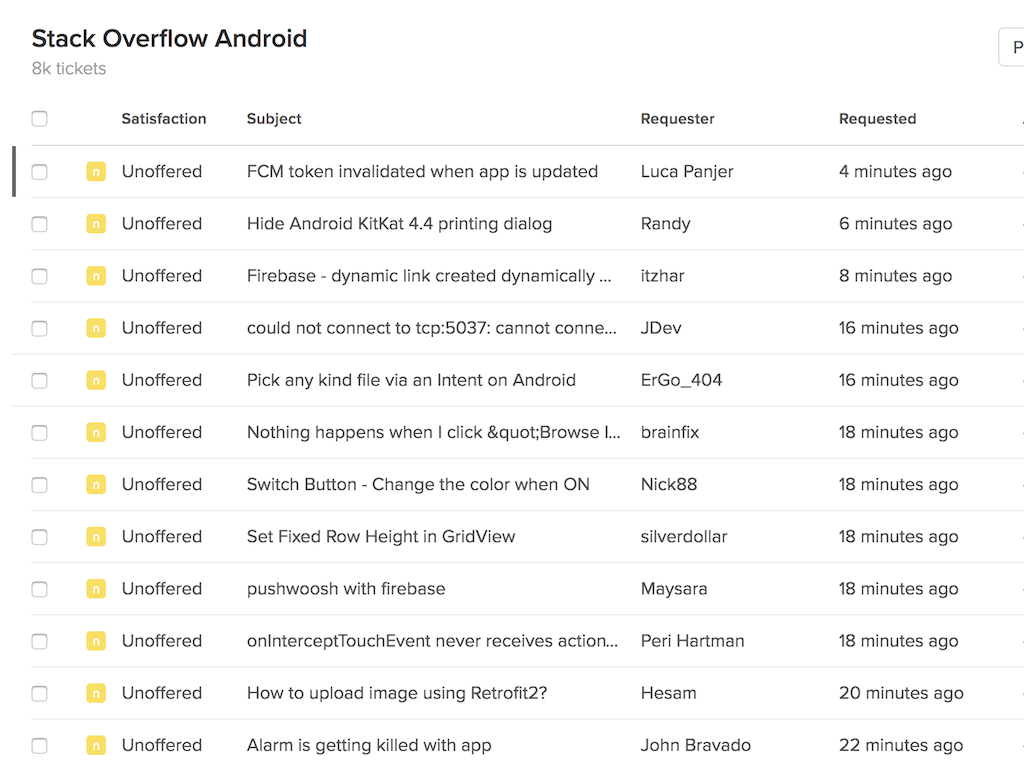 Stack Overflow Android
8k tickets
P
Satisfaction Subject Requester Requested
n Unoffered FCM token invalidated when app is updated Luca Panjer 4 minutes ago
n Unoffered Hide Android KitKat 4.4 printing dialog Randy 6 minutes ago
n Unoffered Firebase - dynamic link created dynamically ... itzhar 8 minutes ago
n Unoffered could not connect to tcp:5037: cannot conne... JDev 16 minutes ago
n Unoffered Pick any kind file via an Intent on Android ErGo_404 16 minutes ago
n Unoffered Nothing happens when I click &quot;Browse I... brainfix 18 minutes ago
n Unoffered Switch Button - Change the color when ON Nick88 18 minutes ago
n Unoffered Set Fixed Row Height in GridView silverdollar 18 minutes ago
n Unoffered pushwoosh with firebase Maysara 18 minutes ago
n Unoffered onInterceptTouchEvent never receives action... Peri Hartman 18 minutes ago
n Unoffered How to upload image using Retrofit2? Hesam 20 minutes ago
n Unoffered Alarm is getting killed with app John Bravado 22 minutes ago